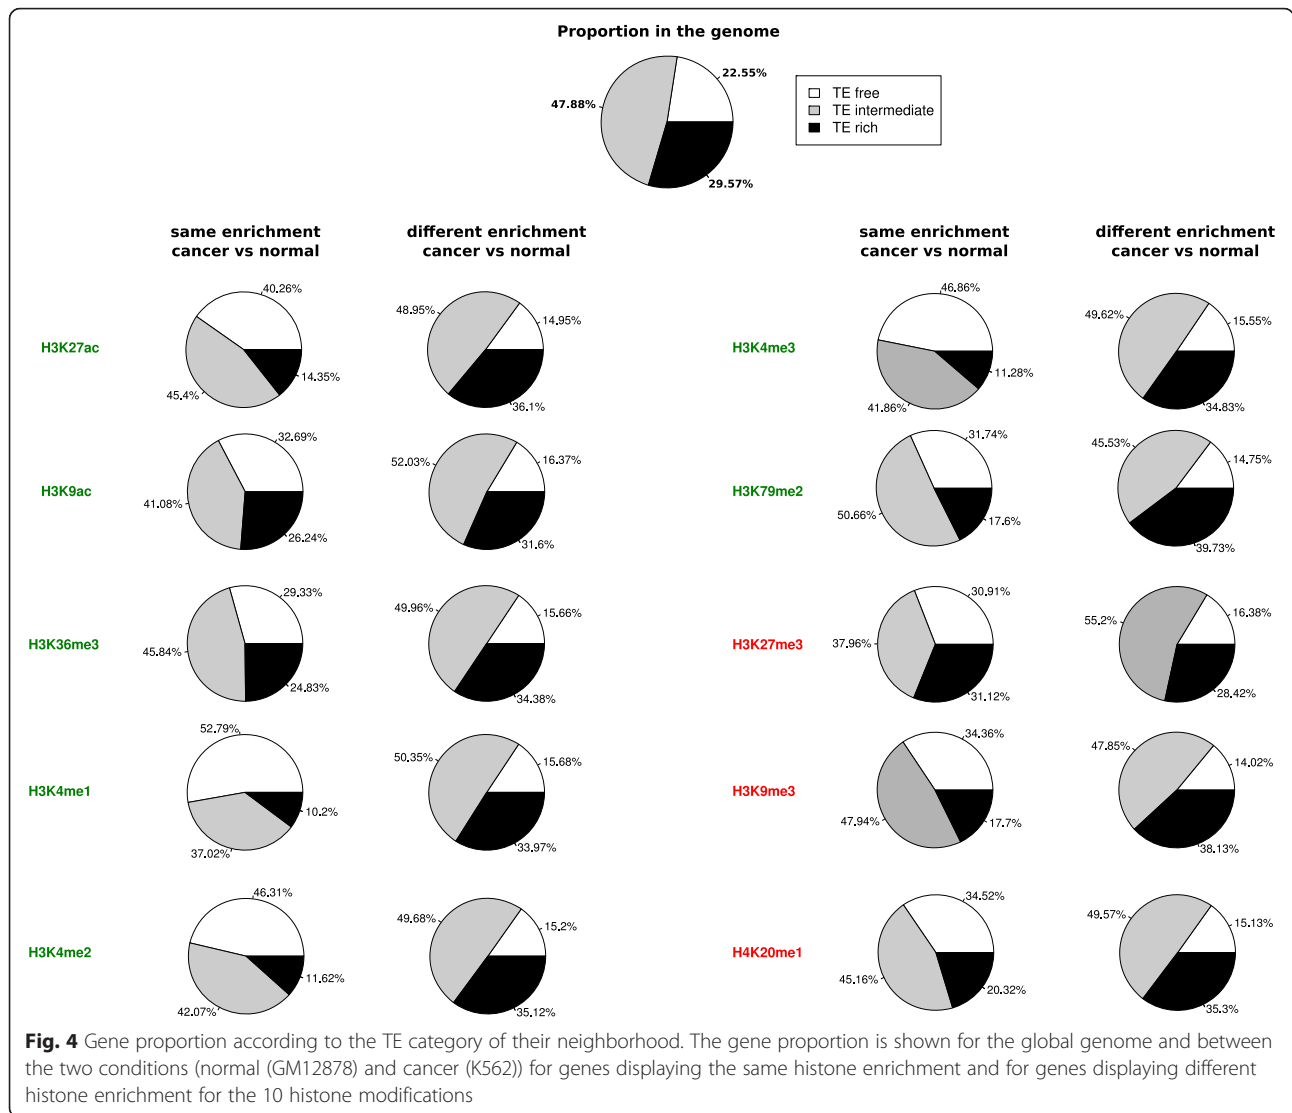 Proportion in the genome
22.55%
47.88%
29.57%
TE free
TE intermediate
TE rich
same enrichment
cancer vs normal
different enrichment
cancer vs normal
same enrichment
cancer vs normal
different enrichment
cancer vs normal
H3K27ac
40.26%
45.4%
14.35%
48.95%
14.95%
36.1%
H3K4me3
46.86%
41.86%
11.28%
49.62%
15.55%
34.83%
H3K9ac
32.69%
41.08%
26.24%
52.03%
16.37%
31.6%
H3K79me2
31.74%
50.66%
17.6%
45.53%
14.75%
39.73%
H3K36me3
29.33%
45.84%
24.83%
49.96%
15.66%
34.38%
H3K27me3
30.91%
37.96%
31.12%
55.2%
16.38%
28.42%
H3K4me1
52.79%
37.02%
10.2%
50.35%
15.68%
33.97%
H3K9me3
34.36%
47.94%
17.7%
47.85%
14.02%
38.13%
H3K4me2
46.31%
42.07%
11.62%
49.68%
15.2%
35.12%
H4K20me1
34.52%
45.16%
20.32%
49.57%
15.13%
35.3%
Fig. 4 Gene proportion according to the TE category of their neighborhood. The gene proportion is shown for the global genome and between
the two conditions (normal (GM12878) and cancer (K562)) for genes displaying the same histone enrichment and for genes displaying different
histone enrichment for the 10 histone modifications